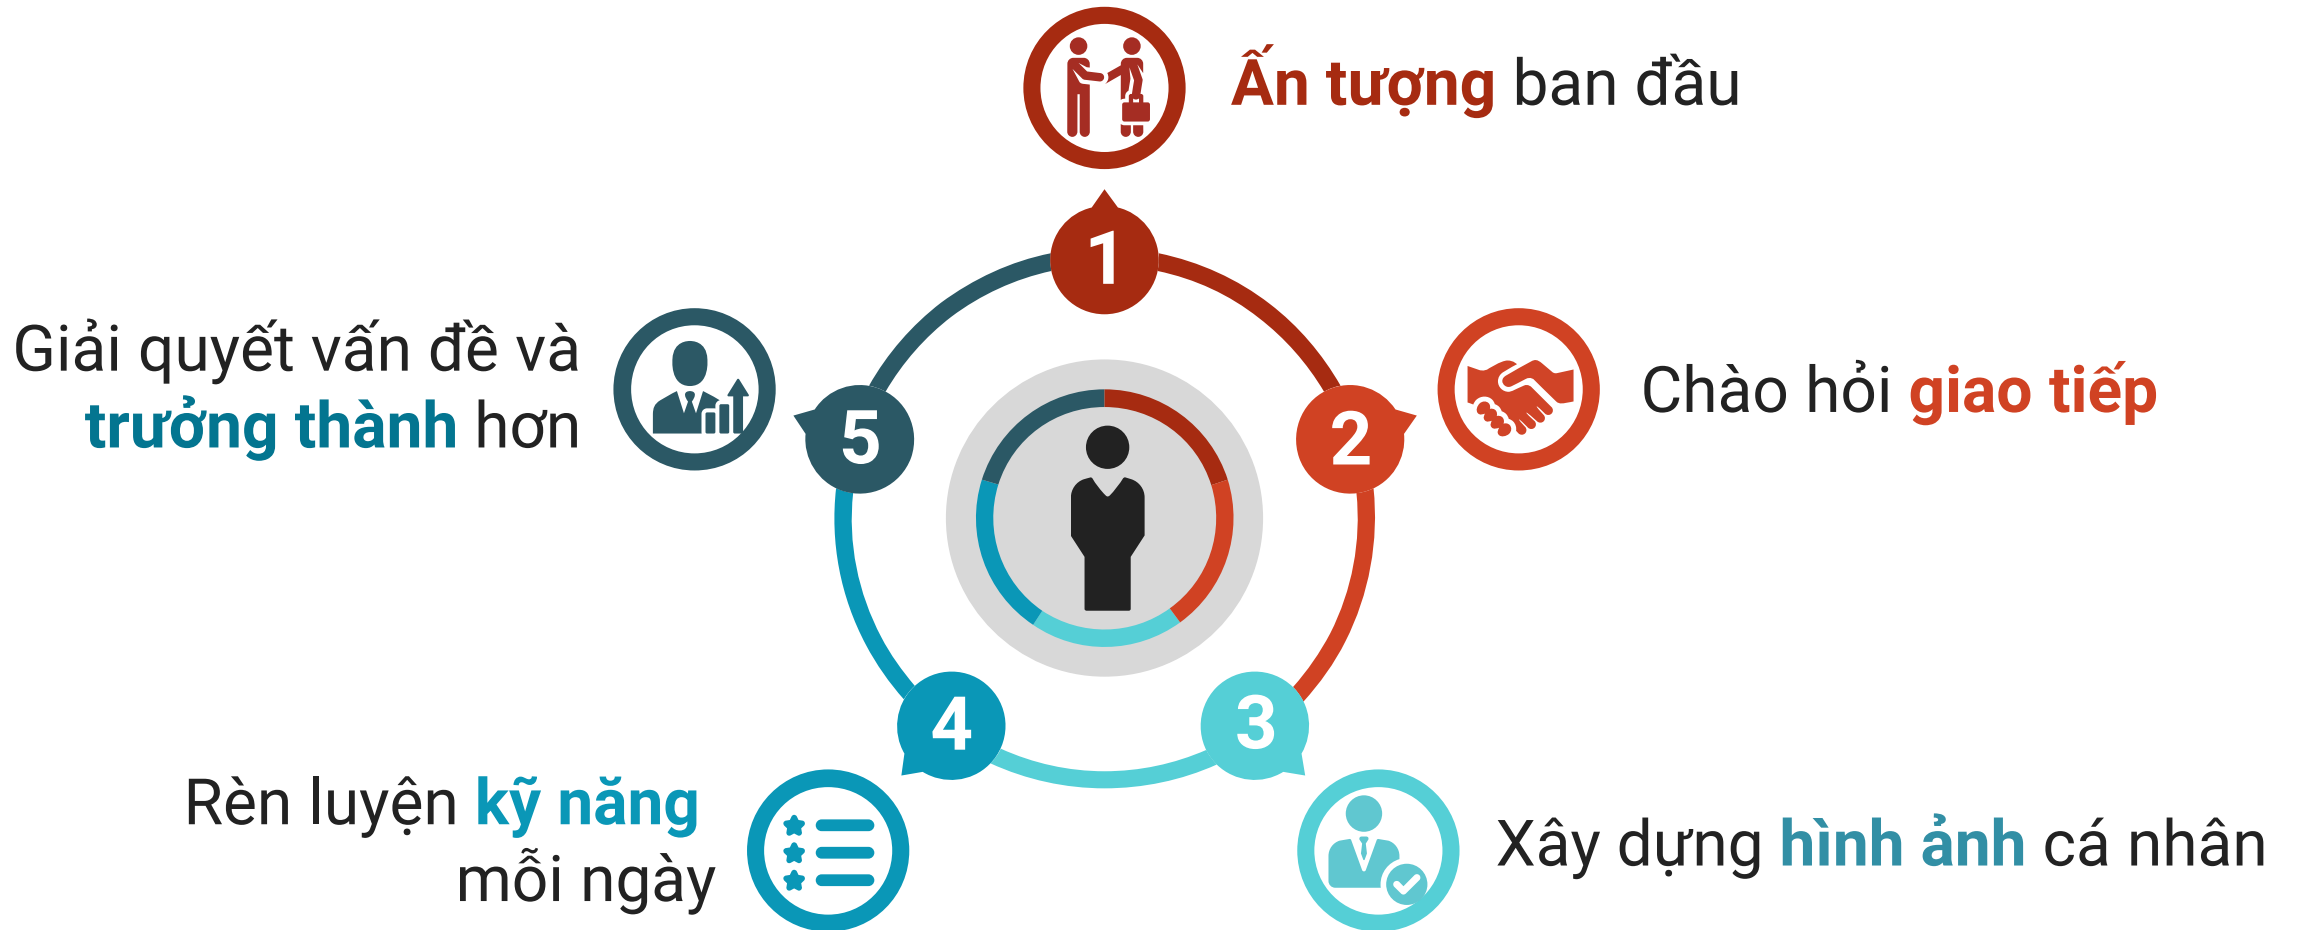 Ấn tượng ban đầu
1
Chào hỏi giao tiếp
2
Xây dựng hình ảnh cá nhân
3
Rèn luyện kỹ năng
mỗi ngày
4
Giải quyết vấn đề và
trưởng thành hơn
5